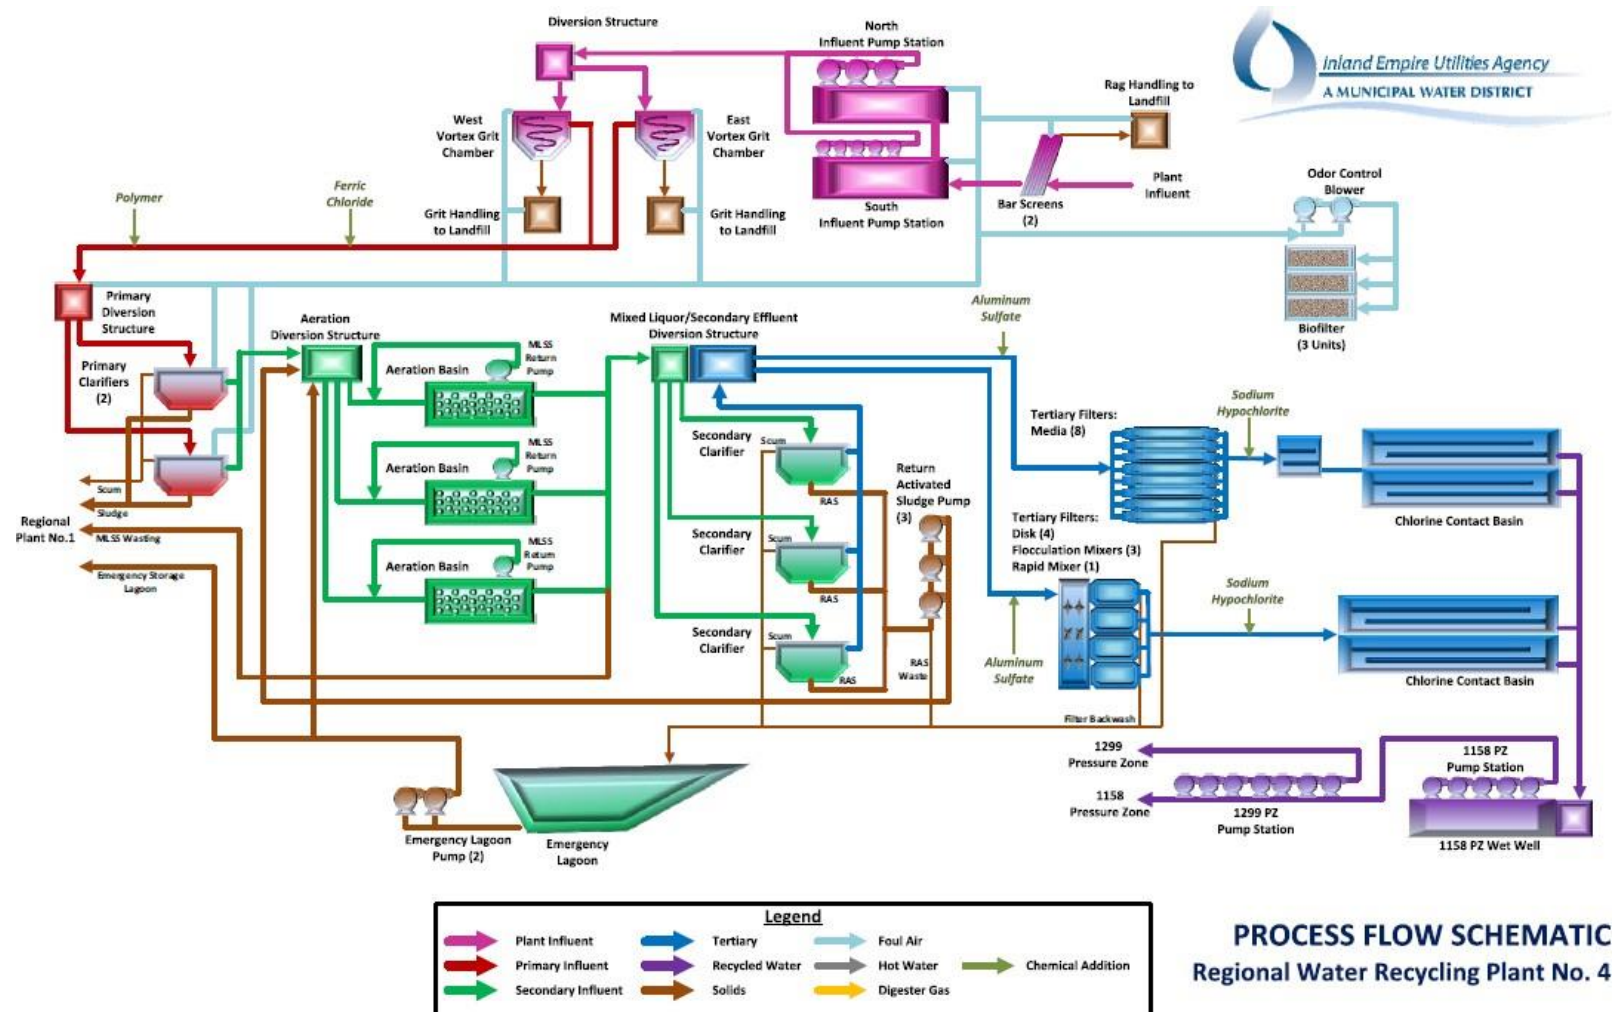 Diversion Structure
North
Influent Pump Station
Inland Empire Utilities Agency
A MUNICIPAL WATER DISTRICT
Rag Handling to
Landfill
West
Vortex Grit
Chamber
East
Vortex Grit
Chamber
Plant
Influent
Bar Screens
(2)
South
Influent Pump Station
Odor Control
Blower
Polymer
Ferric
Chloride
Grit Handling
to Landfill
Grit Handling
to Landfill
Biofilter
(3 Units)
Primary
Diversion
Structure
Aeration
Diversion Structure
Mixed Liquor/Secondary Effluent
Diversion Structure
Aluminum
Sulfate
Primary
Clarifiers
(2)
Aeration Basin
MLSS
Return
Pump
Aeration Basin
MLSS
Return
Pump
Aeration Basin
MLSS
Return
Pump
Scum
Sludge
Regional
Plant No.1
MLSS Wasting
Emergency Storage
Lagoon
Secondary
Clarifier
Scum
RAS
Secondary
Clarifier
Scum
RAS
Secondary
Clarifier
Scum
RAS
Return
Activated
Sludge Pump
(3)
RAS
Waste
Tertiary Filters:
Media (8)
Sodium
Hypochlorite
Chlorine Contact Basin
Tertiary Filters:
Disk (4)
Flocculation Mixers (3)
Rapid Mixer (1)
Aluminum
Sulfate
Sodium
Hypochlorite
Chlorine Contact Basin
Filter Backwash
1299
Pressure Zone
1158
Pressure Zone
1299 PZ
Pump Station
1158 PZ
Pump Station
1158 PZ Wet Well
Emergency Lagoon
Pump (2)
Emergency
Lagoon
Legend
Plant Influent
Tertiary
Foul Air
Primary Influent
Recycled Water
Hot Water
Chemical Addition
Secondary Influent
Solids
Digester Gas
PROCESS FLOW SCHEMATIC
Regional Water Recycling Plant No. 4